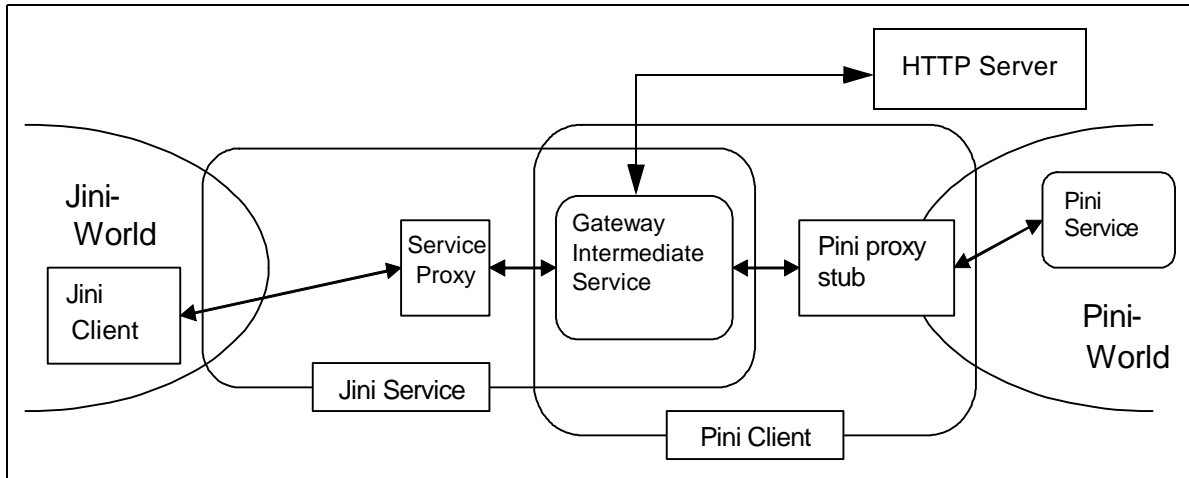 HTTP Server
Jini-
World
Jini
Client
Service
Proxy
Gateway
Intermediate
Service
Pini proxy
stub
Pini
Service
Pini-
World
Jini Service
Pini Client